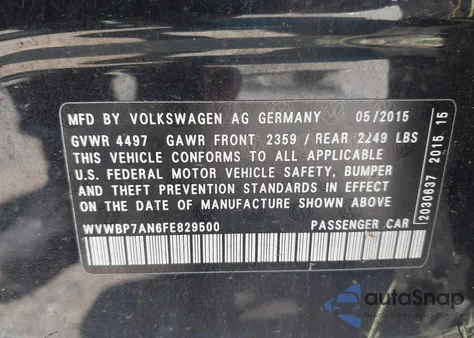 MFD BY VOLKSWAGEN AG GERMANY 05/2015
GVWR 4497 GAWR FRONT 2359 / REAR 2249 LBS
THIS VEHICLE CONFORMS TO ALL APPLICABLE
U.S. FEDERAL MOTOR VEHICLE SAFETY, BUMPER
AND THEFT PREVENTION STANDARDS IN EFFECT
ON THE DATE OF MANUFACTURE SHOWN ABOVE
WVWBP7AN6FE829500 PASSENGER CAR
2030637 2015 15
autoSnap